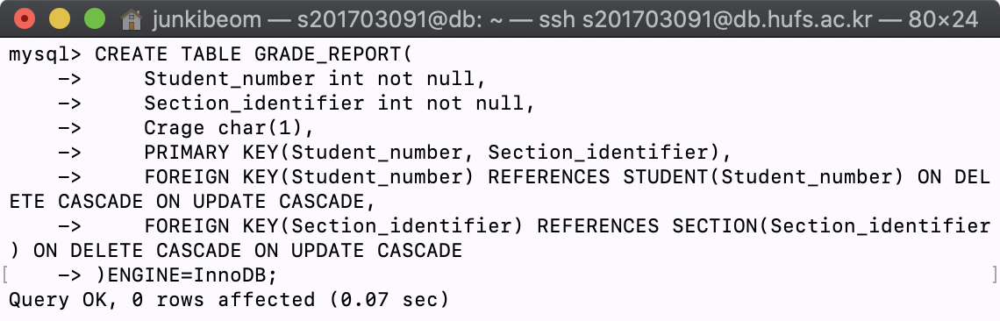 junkibeom — s201703091@db: ~ — ssh s201703091@db.hufs.ac.kr — 80×24
mysql> CREATE TABLE GRADE_REPORT(
    ->     Student_number int not null,
    ->     Section_identifier int not null,
    ->     Crage char(1),
    ->     PRIMARY KEY(Student_number, Section_identifier),
    ->     FOREIGN KEY(Student_number) REFERENCES STUDENT(Student_number) ON DEL
ETE CASCADE ON UPDATE CASCADE,
    ->     FOREIGN KEY(Section_identifier) REFERENCES SECTION(Section_identifier
) ON DELETE CASCADE ON UPDATE CASCADE
[    -> )ENGINE=InnoDB; ]
Query OK, 0 rows affected (0.07 sec)